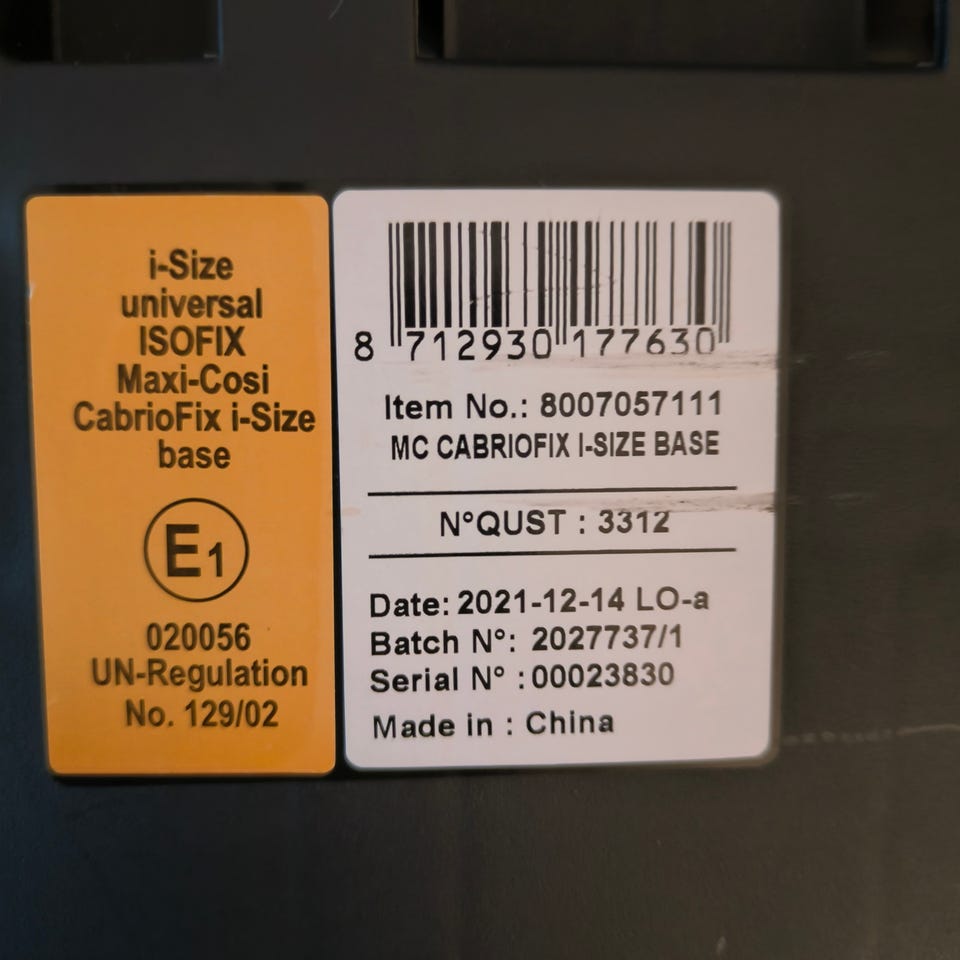 i-Size
universal
ISOFIX
Maxi-Cosi
CabrioFix i-Size
base
E1
020056
UN-Regulation
No. 129/02
8 712930 177630
Item No.: 8007057111
MC CABRIOFIX I-SIZE BASE
N°QUST : 3312
Date: 2021-12-14 LO-a
Batch N°: 2027737/1
Serial N° :00023830
Made in : China